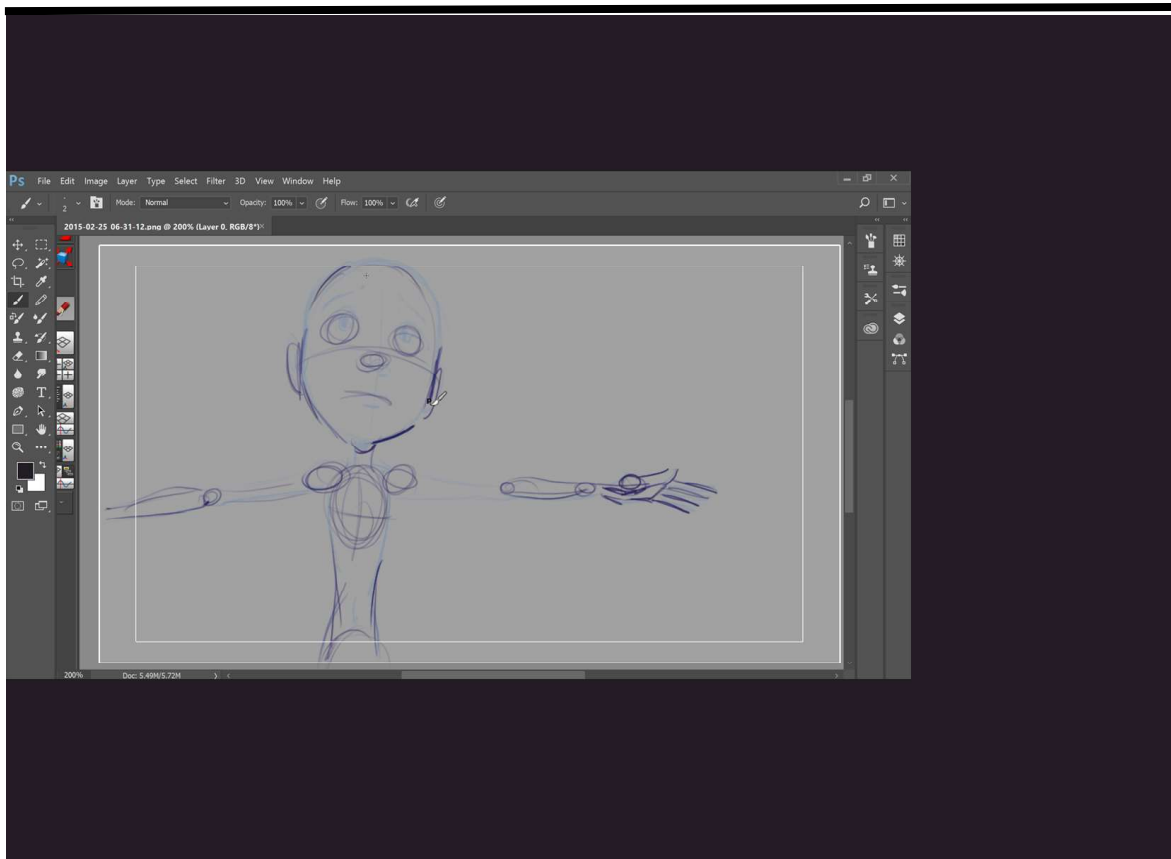 Ps File Edit Image Layer Type Select Filter 3D View Window Help
2 Mode: Normal Opacity: 100% Flow: 100%
2015-02-25 06-31-12.png @ 200% (Layer 0, RGB/8*)
200% Doc: 5.49M/5.72M